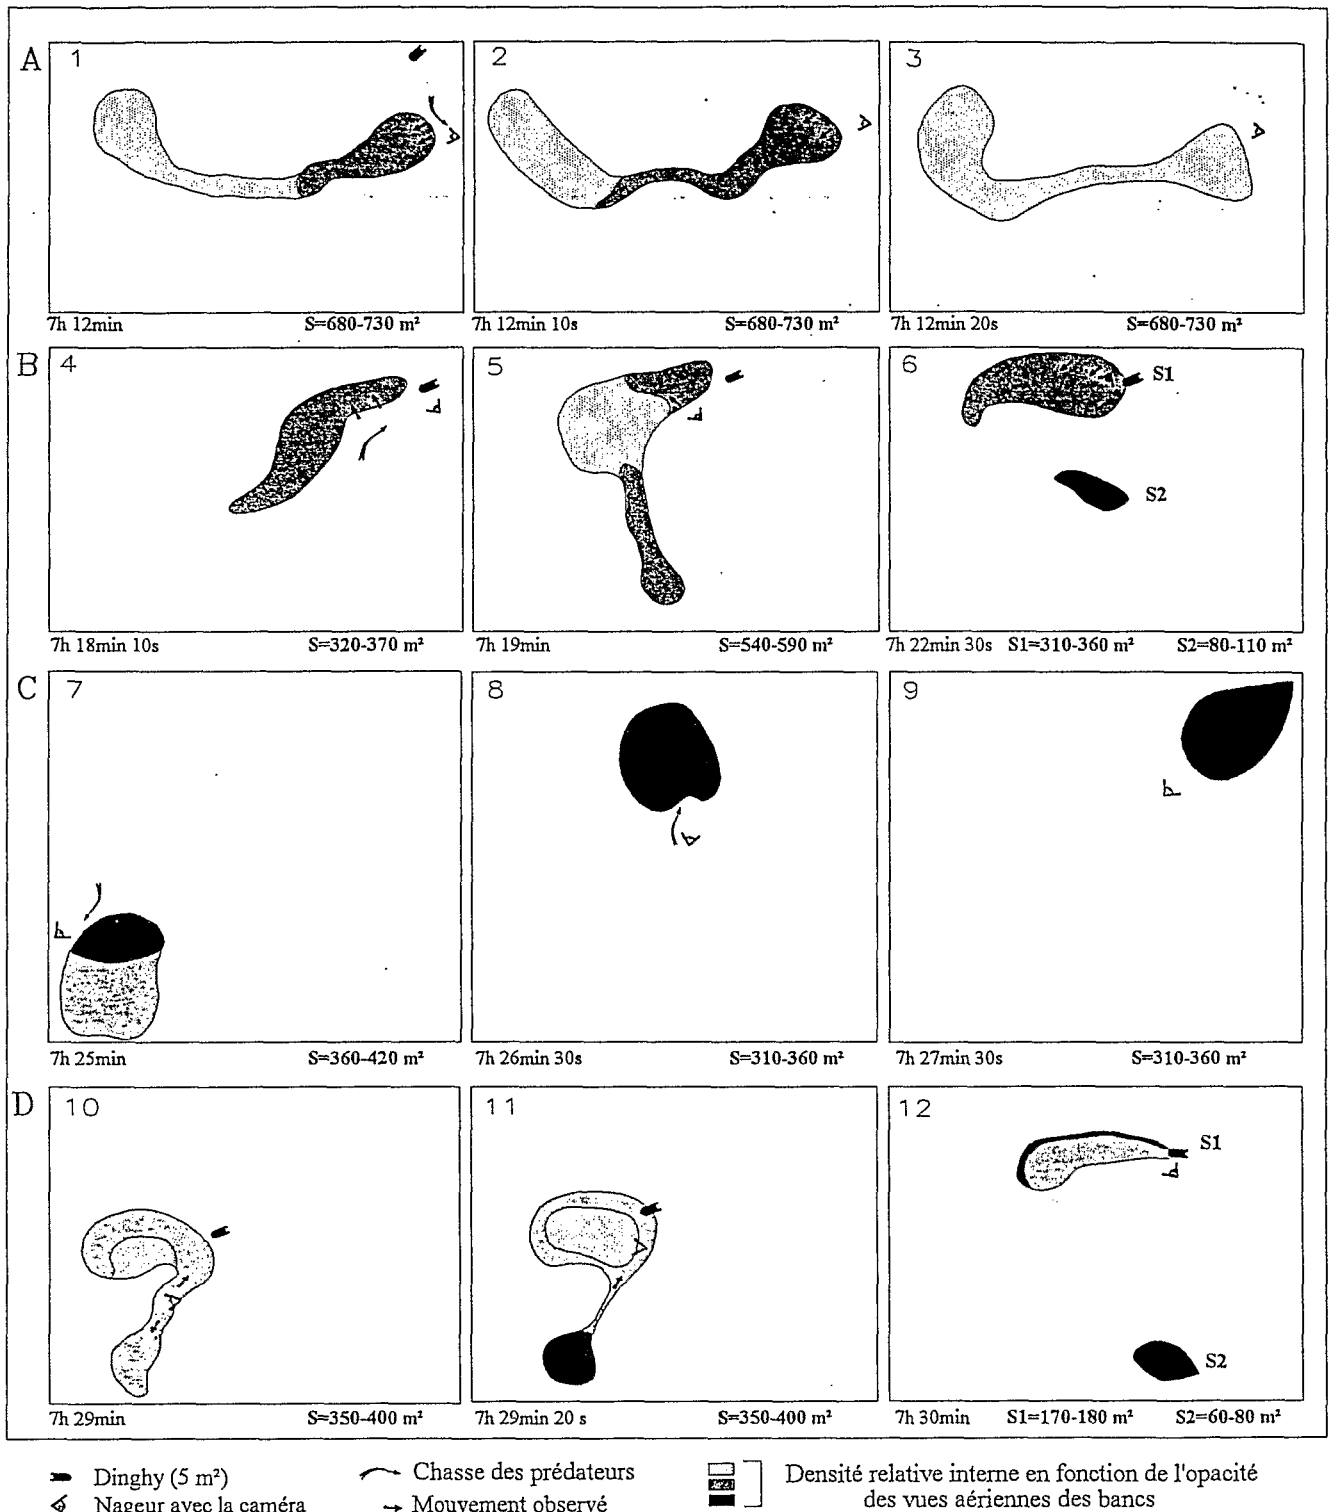 A
1
2
3
7h 12min S=680-730 m²
7h 12min 10s S=680-730 m²
7h 12min 20s S=680-730 m²
B
4
5
6
S1
S2
7h 18min 10s S=320-370 m²
7h 19min S=540-590 m²
7h 22min 30s S1=310-360 m² S2=80-110 m²
C
7
8
9
7h 25min S=360-420 m²
7h 26min 30s S=310-360 m²
7h 27min 30s S=310-360 m²
D
10
11
12
S1
S2
7h 29min S=350-400 m²
7h 29min 20 s S=350-400 m²
7h 30min S1=170-180 m² S2=60-80 m²
Dinghy (5 m²)
Nageur avec la caméra
Chasse des prédateurs
Mouvement observé
Densité relative interne en fonction de l'opacité
des vues aériennes des bancs